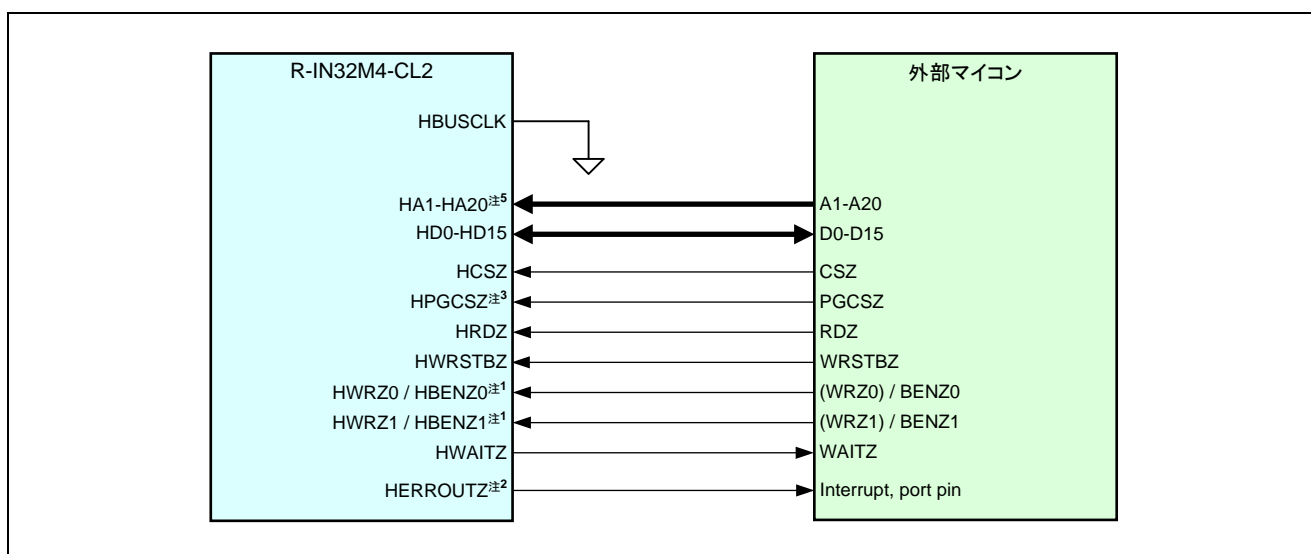 R-IN32M4-CL2
外部マイコン
HBUSCLK
HA1-HA20注5
A1-A20
HD0-HD15
D0-D15
HCSZ
CSZ
HPGCSZ注3
PGCSZ
HRDZ
RDZ
HWRSTBZ
WRSTBZ
HWRZ0 / HBENZ0注1
(WRZ0) / BENZ0
HWRZ1 / HBENZ1注1
(WRZ1) / BENZ1
HWAITZ
WAITZ
HERROUTZ注2
Interrupt, port pin